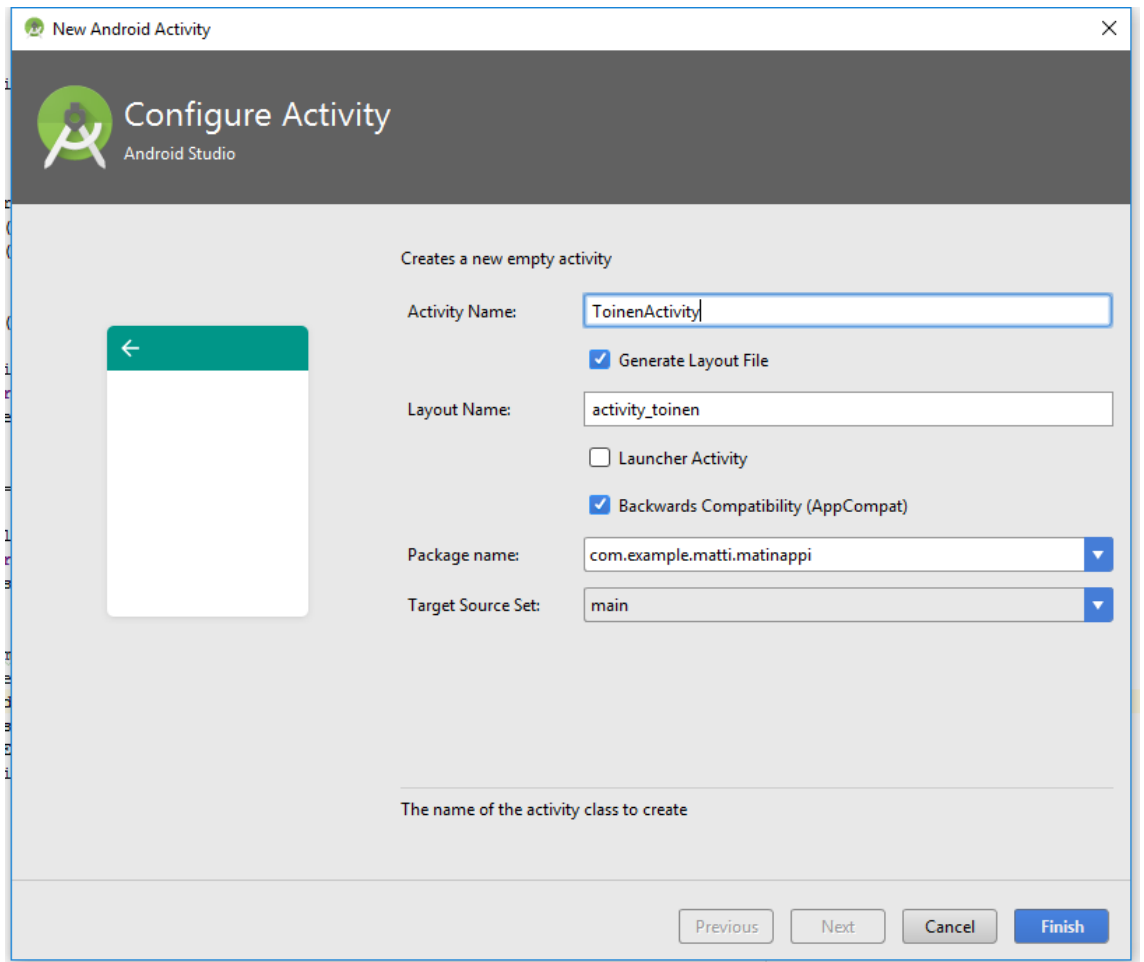 New Android Activity
Configure Activity
Android Studio
Creates a new empty activity
Activity Name: ToinenActivity
Generate Layout File
Layout Name: activity_toinen
Launcher Activity
Backwards Compatibility (AppCompat)
Package name: com.example.matti.matinappi
Target Source Set: main
The name of the activity class to create
Previous Next Cancel Finish